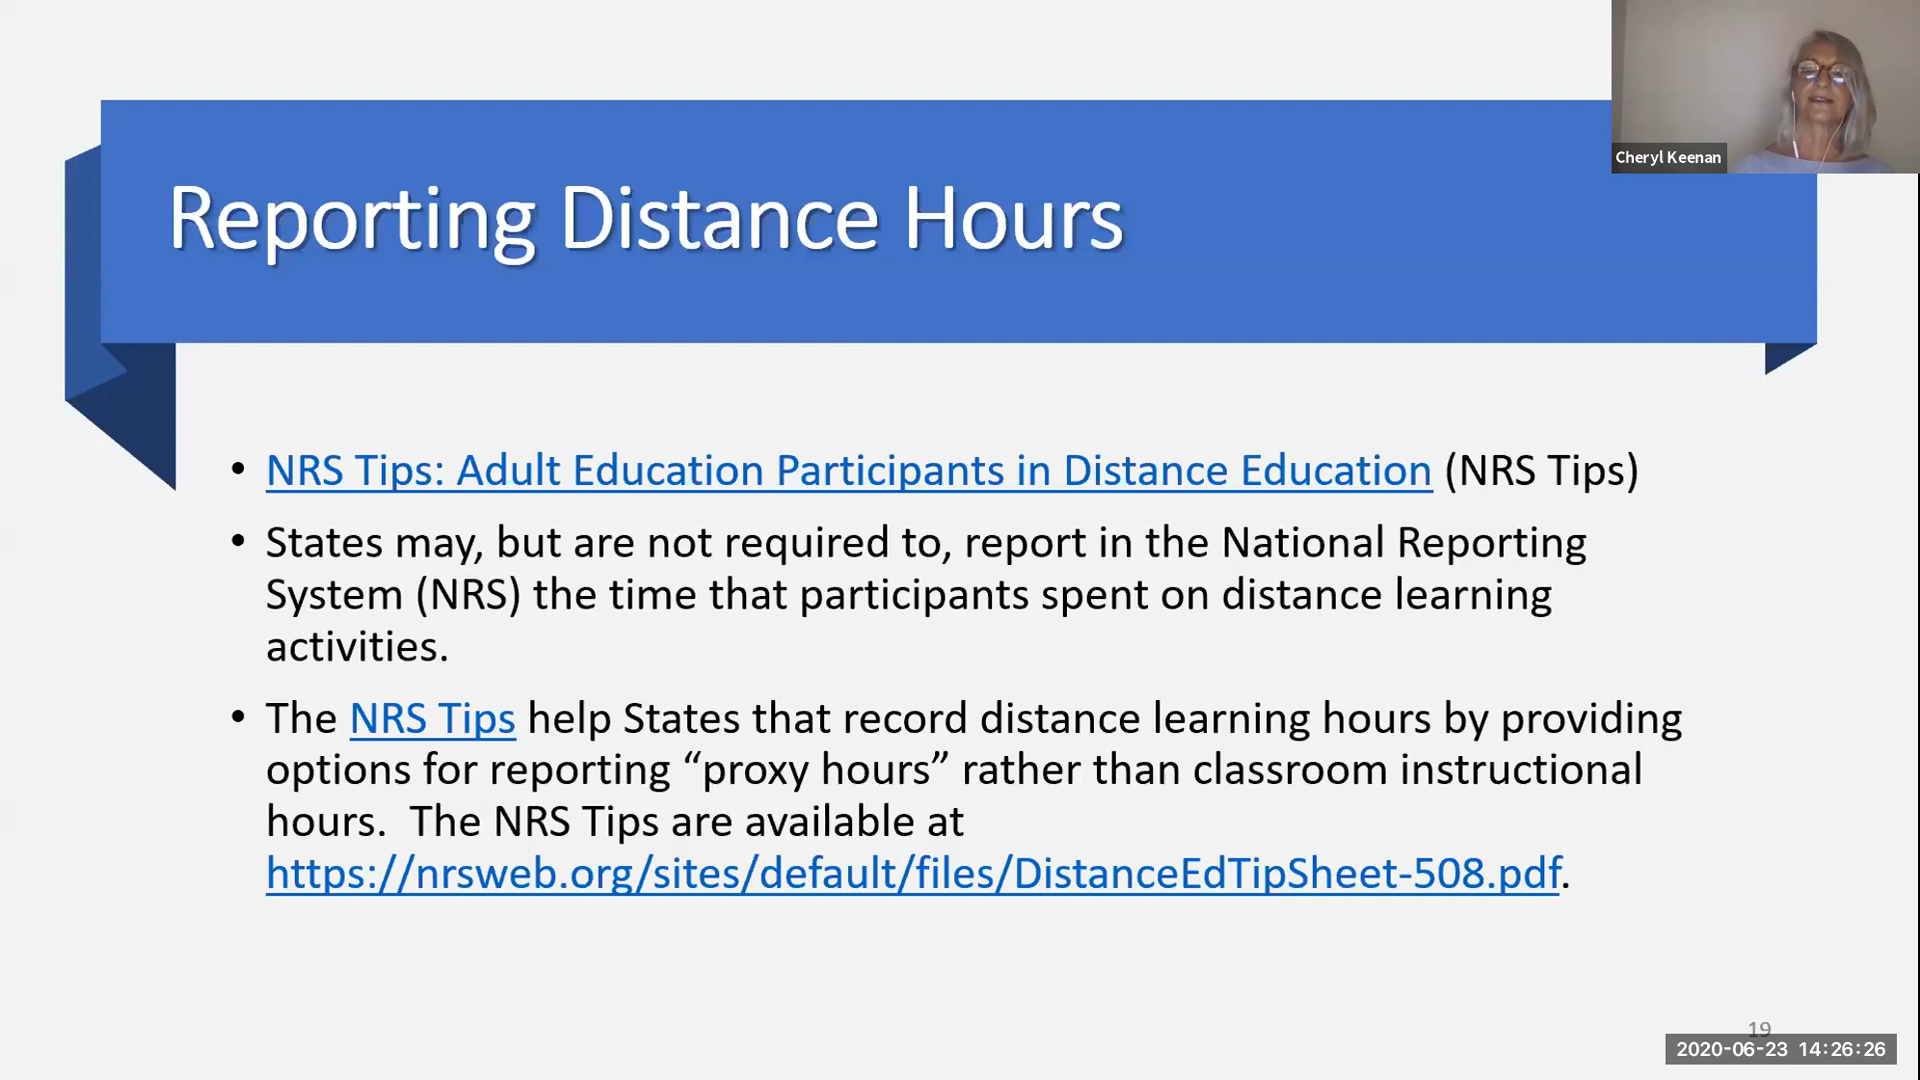 Cheryl Keenan
Reporting Distance Hours
• NRS Tips: Adult Education Participants in Distance Education (NRS Tips)
• States may, but are not required to, report in the National Reporting
System (NRS) the time that participants spent on distance learning
activities.
• The NRS Tips help States that record distance learning hours by providing
options for reporting “proxy hours” rather than classroom instructional
hours.  The NRS Tips are available at
https://nrsweb.org/sites/default/files/DistanceEdTipSheet-508.pdf.
19
2020-06-23 14:26:26